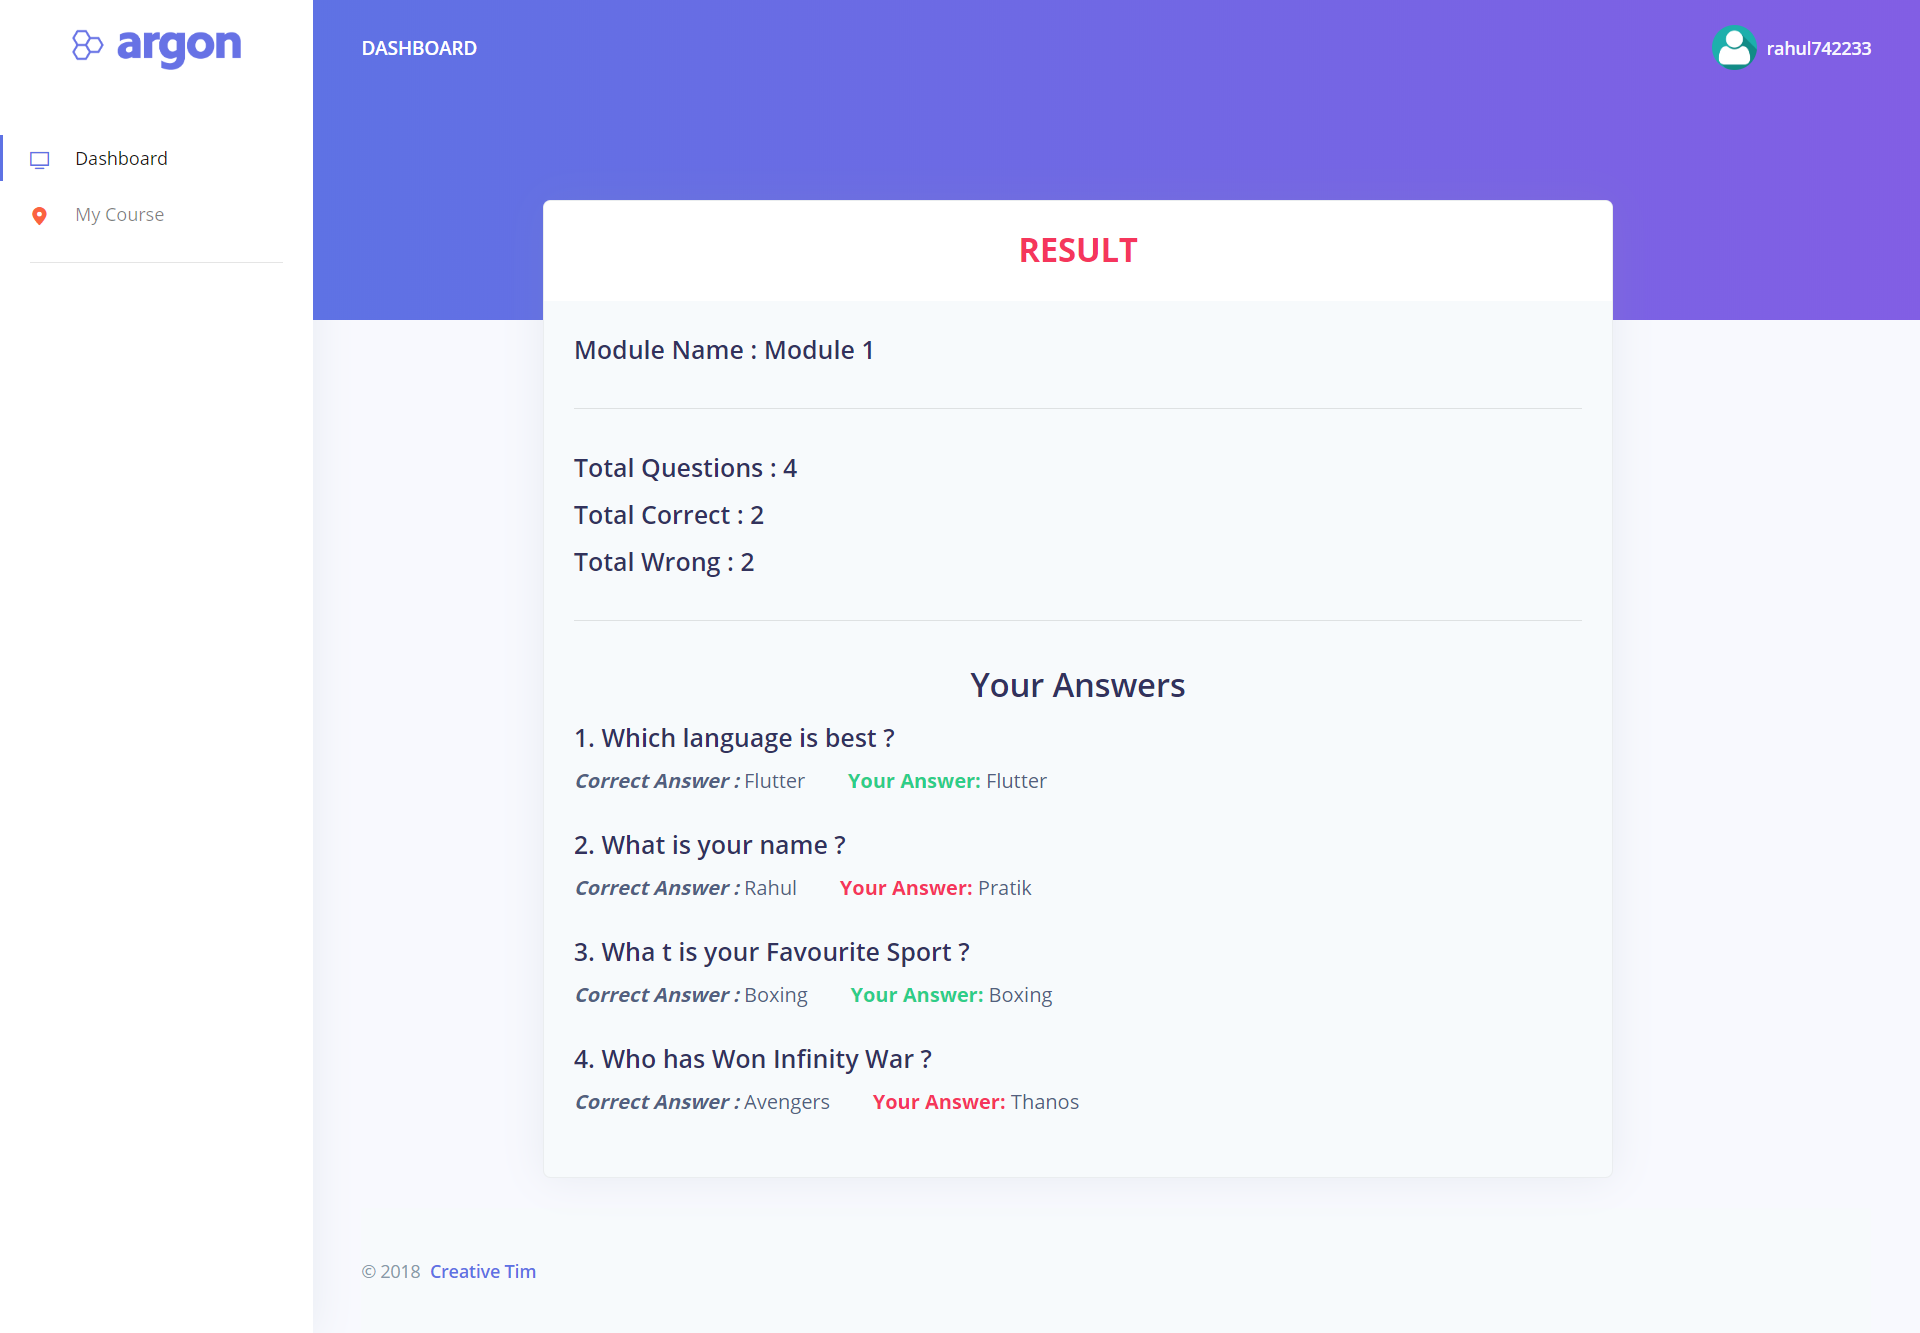 argon
DASHBOARD
rahul742233
Dashboard
My Course
RESULT
Module Name : Module 1
Total Questions : 4
Total Correct : 2
Total Wrong : 2
Your Answers
1. Which language is best ?
Correct Answer : Flutter Your Answer: Flutter
2. What is your name ?
Correct Answer : Rahul Your Answer: Pratik
3. Wha t is your Favourite Sport ?
Correct Answer : Boxing Your Answer: Boxing
4. Who has Won Infinity War ?
Correct Answer : Avengers Your Answer: Thanos
© 2018 Creative Tim